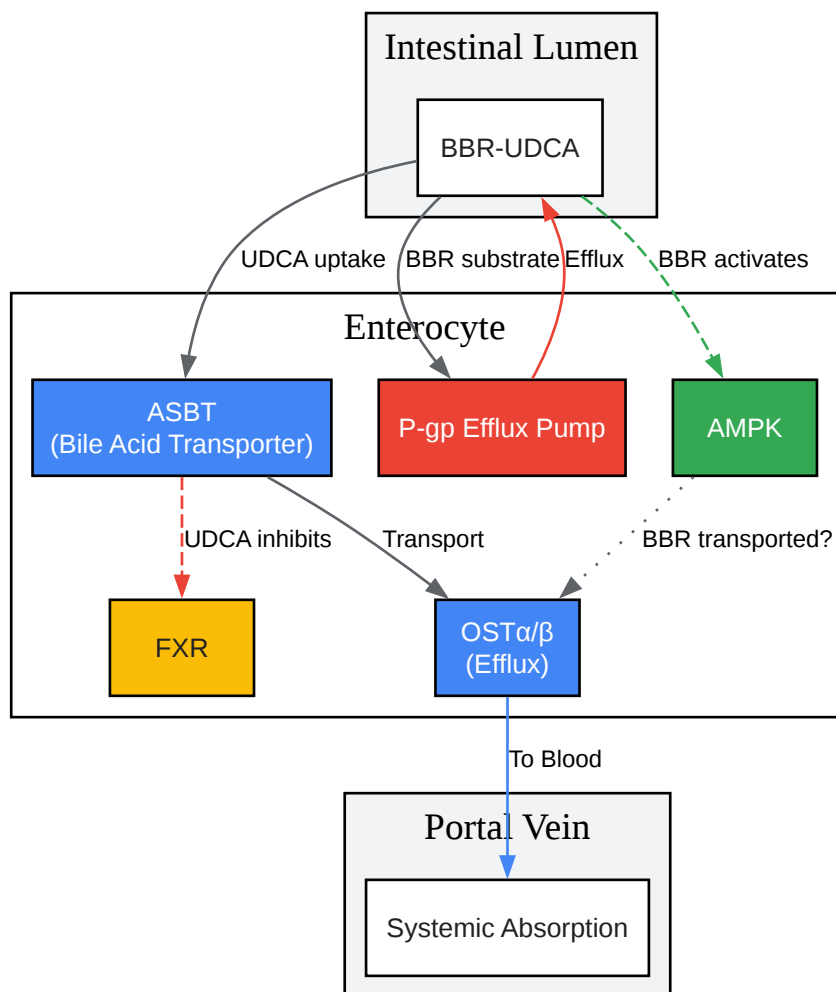 Intestinal Lumen
BBR-UDCA
UDCA uptake
BBR substrate
Efflux
BBR activates
Enterocyte
ASBT
(Bile Acid Transporter)
P-gp Efflux Pump
AMPK
UDCA inhibits
Transport
BBR transported?
FXR
OSTα/β
(Efflux)
To Blood
Portal Vein
Systemic Absorption